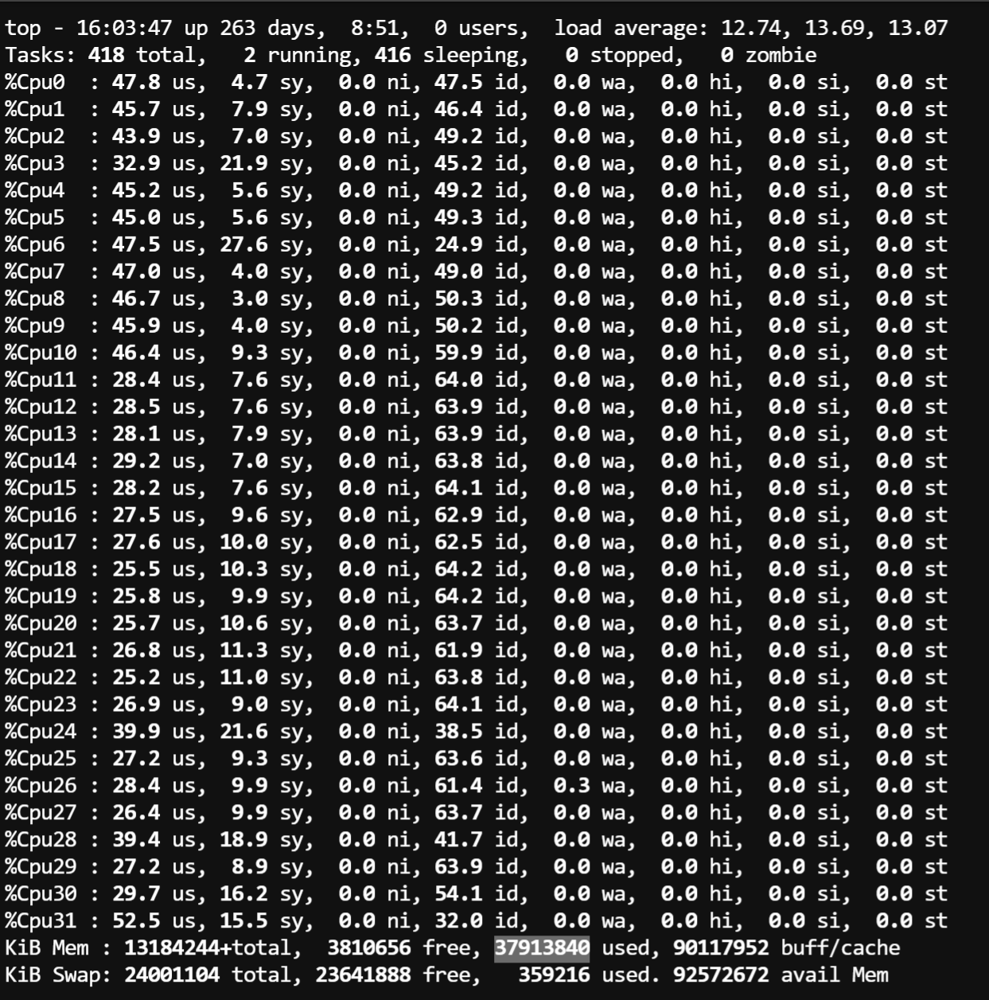 top - 16:03:47 up 263 days,  8:51,  0 users,  load average: 12.74, 13.69, 13.07
Tasks: 418 total,   2 running, 416 sleeping,   0 stopped,   0 zombie
%Cpu0  : 47.8 us,  4.7 sy,  0.0 ni, 47.5 id,  0.0 wa,  0.0 hi,  0.0 si,  0.0 st
%Cpu1  : 45.7 us,  7.9 sy,  0.0 ni, 46.4 id,  0.0 wa,  0.0 hi,  0.0 si,  0.0 st
%Cpu2  : 43.9 us,  7.0 sy,  0.0 ni, 49.2 id,  0.0 wa,  0.0 hi,  0.0 si,  0.0 st
%Cpu3  : 32.9 us, 21.9 sy,  0.0 ni, 45.2 id,  0.0 wa,  0.0 hi,  0.0 si,  0.0 st
%Cpu4  : 45.2 us,  5.6 sy,  0.0 ni, 49.2 id,  0.0 wa,  0.0 hi,  0.0 si,  0.0 st
%Cpu5  : 45.0 us,  5.6 sy,  0.0 ni, 49.3 id,  0.0 wa,  0.0 hi,  0.0 si,  0.0 st
%Cpu6  : 47.5 us, 27.6 sy,  0.0 ni, 24.9 id,  0.0 wa,  0.0 hi,  0.0 si,  0.0 st
%Cpu7  : 47.0 us,  4.0 sy,  0.0 ni, 49.0 id,  0.0 wa,  0.0 hi,  0.0 si,  0.0 st
%Cpu8  : 46.7 us,  3.0 sy,  0.0 ni, 50.3 id,  0.0 wa,  0.0 hi,  0.0 si,  0.0 st
%Cpu9  : 45.9 us,  4.0 sy,  0.0 ni, 50.2 id,  0.0 wa,  0.0 hi,  0.0 si,  0.0 st
%Cpu10 : 46.4 us,  9.3 sy,  0.0 ni, 59.9 id,  0.0 wa,  0.0 hi,  0.0 si,  0.0 st
%Cpu11 : 28.4 us,  7.6 sy,  0.0 ni, 64.0 id,  0.0 wa,  0.0 hi,  0.0 si,  0.0 st
%Cpu12 : 28.5 us,  7.6 sy,  0.0 ni, 63.9 id,  0.0 wa,  0.0 hi,  0.0 si,  0.0 st
%Cpu13 : 28.1 us,  7.9 sy,  0.0 ni, 63.9 id,  0.0 wa,  0.0 hi,  0.0 si,  0.0 st
%Cpu14 : 29.2 us,  7.0 sy,  0.0 ni, 63.8 id,  0.0 wa,  0.0 hi,  0.0 si,  0.0 st
%Cpu15 : 28.2 us,  7.6 sy,  0.0 ni, 64.1 id,  0.0 wa,  0.0 hi,  0.0 si,  0.0 st
%Cpu16 : 27.5 us,  9.6 sy,  0.0 ni, 62.9 id,  0.0 wa,  0.0 hi,  0.0 si,  0.0 st
%Cpu17 : 27.6 us, 10.0 sy,  0.0 ni, 62.5 id,  0.0 wa,  0.0 hi,  0.0 si,  0.0 st
%Cpu18 : 25.5 us, 10.3 sy,  0.0 ni, 64.2 id,  0.0 wa,  0.0 hi,  0.0 si,  0.0 st
%Cpu19 : 25.8 us,  9.9 sy,  0.0 ni, 64.2 id,  0.0 wa,  0.0 hi,  0.0 si,  0.0 st
%Cpu20 : 25.7 us, 10.6 sy,  0.0 ni, 63.7 id,  0.0 wa,  0.0 hi,  0.0 si,  0.0 st
%Cpu21 : 26.8 us, 11.3 sy,  0.0 ni, 61.9 id,  0.0 wa,  0.0 hi,  0.0 si,  0.0 st
%Cpu22 : 25.2 us, 11.0 sy,  0.0 ni, 63.8 id,  0.0 wa,  0.0 hi,  0.0 si,  0.0 st
%Cpu23 : 26.9 us,  9.0 sy,  0.0 ni, 64.1 id,  0.0 wa,  0.0 hi,  0.0 si,  0.0 st
%Cpu24 : 39.9 us, 21.6 sy,  0.0 ni, 38.5 id,  0.0 wa,  0.0 hi,  0.0 si,  0.0 st
%Cpu25 : 27.2 us,  9.3 sy,  0.0 ni, 63.6 id,  0.0 wa,  0.0 hi,  0.0 si,  0.0 st
%Cpu26 : 28.4 us,  9.9 sy,  0.0 ni, 61.4 id,  0.3 wa,  0.0 hi,  0.0 si,  0.0 st
%Cpu27 : 26.4 us,  9.9 sy,  0.0 ni, 63.7 id,  0.0 wa,  0.0 hi,  0.0 si,  0.0 st
%Cpu28 : 39.4 us, 18.9 sy,  0.0 ni, 41.7 id,  0.0 wa,  0.0 hi,  0.0 si,  0.0 st
%Cpu29 : 27.2 us,  8.9 sy,  0.0 ni, 63.9 id,  0.0 wa,  0.0 hi,  0.0 si,  0.0 st
%Cpu30 : 29.7 us, 16.2 sy,  0.0 ni, 54.1 id,  0.0 wa,  0.0 hi,  0.0 si,  0.0 st
%Cpu31 : 52.5 us, 15.5 sy,  0.0 ni, 32.0 id,  0.0 wa,  0.0 hi,  0.0 si,  0.0 st
KiB Mem : 13184244+total,  3810656 free, 37913840 used, 90117952 buff/cache
KiB Swap: 24001104 total, 23641888 free,   359216 used. 92572672 avail Mem